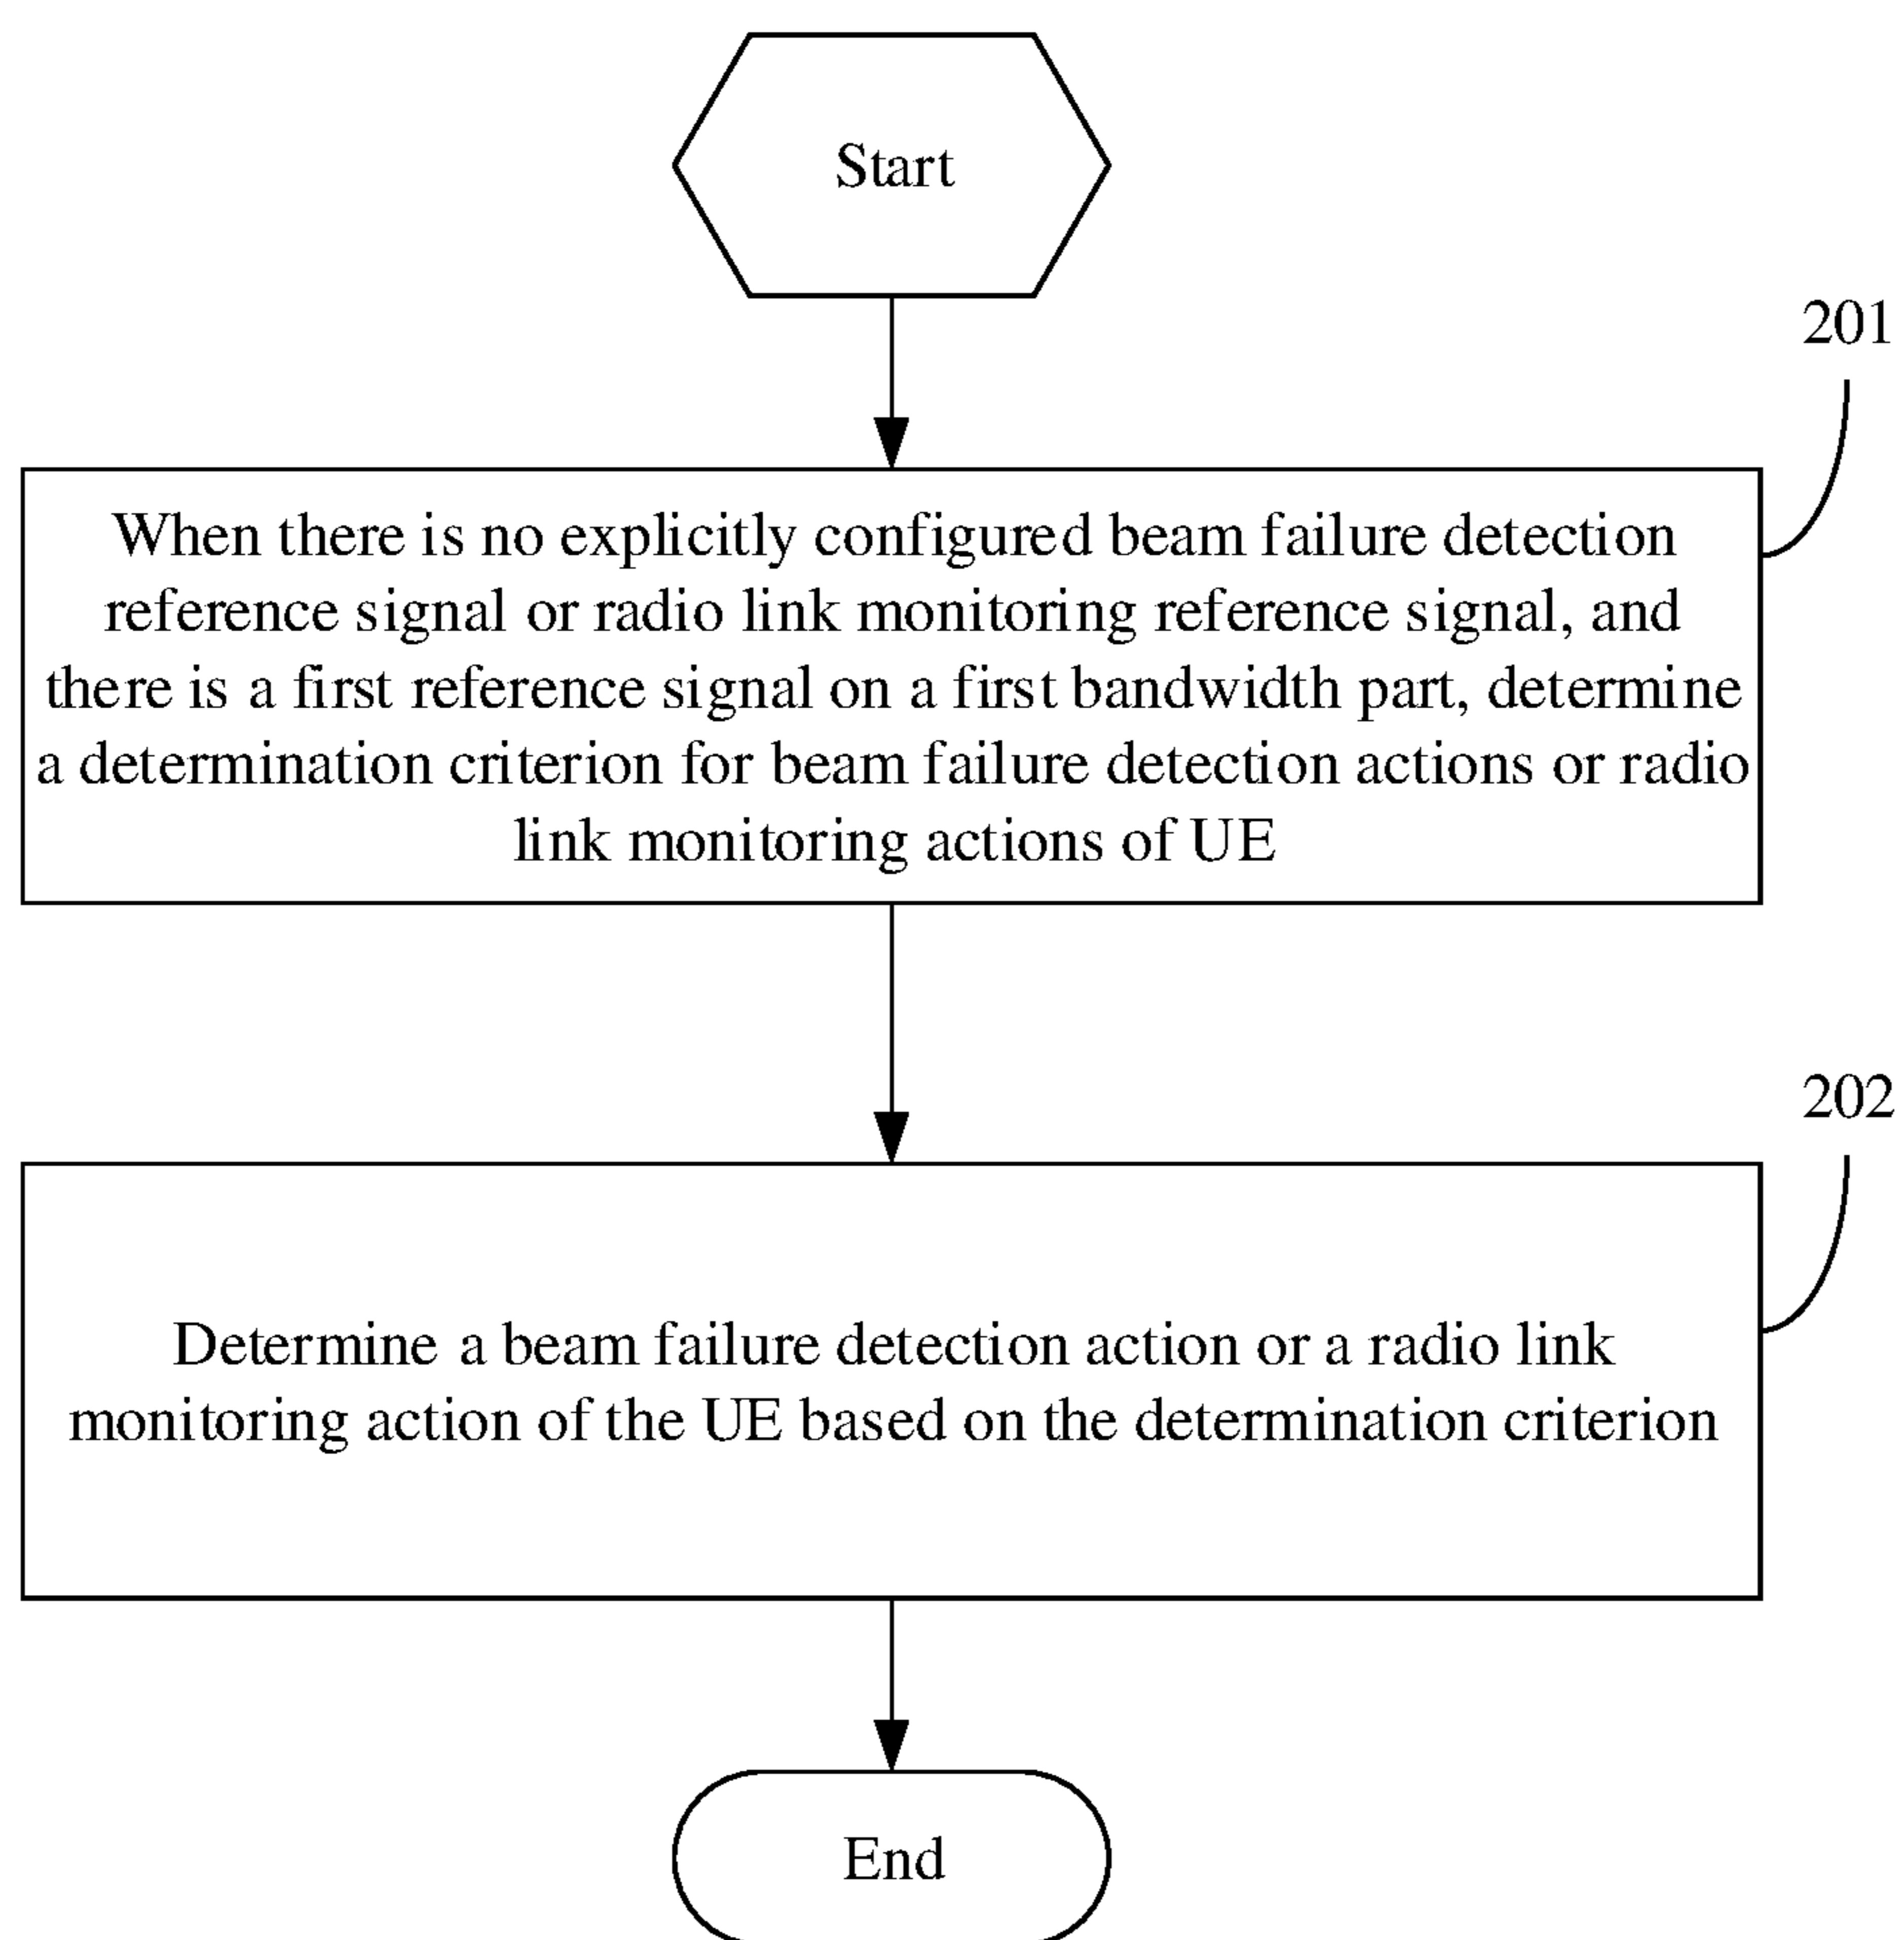 Start
201
When there is no explicitly configured beam failure detection
reference signal or radio link monitoring reference signal, and
there is a first reference signal on a first bandwidth part, determine
a determination criterion for beam failure detection actions or radio
link monitoring actions of UE
202
Determine a beam failure detection action or a radio link
monitoring action of the UE based on the determination criterion
End